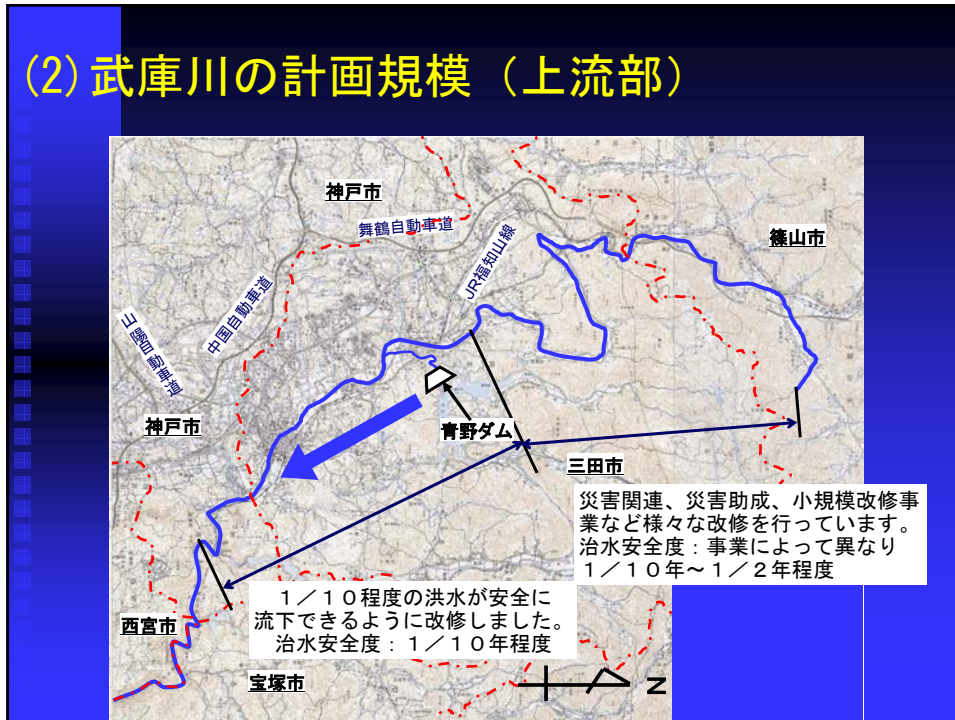 (2)武庫川の計画規模（上流部）
神戸市
舞鶴自動車道
JR福知山線
篠山市
中国自動車道
山陽自動車道
神戸市
青野ダム
三田市
災害関連、災害助成、小規模改修事
業など様々な改修を行っています。
治水安全度：事業によって異なり
１／１０年～１／２年程度
１／１０程度の洪水が安全に
流下できるように改修しました。
治水安全度：１／１０年程度
西宮市
宝塚市
N